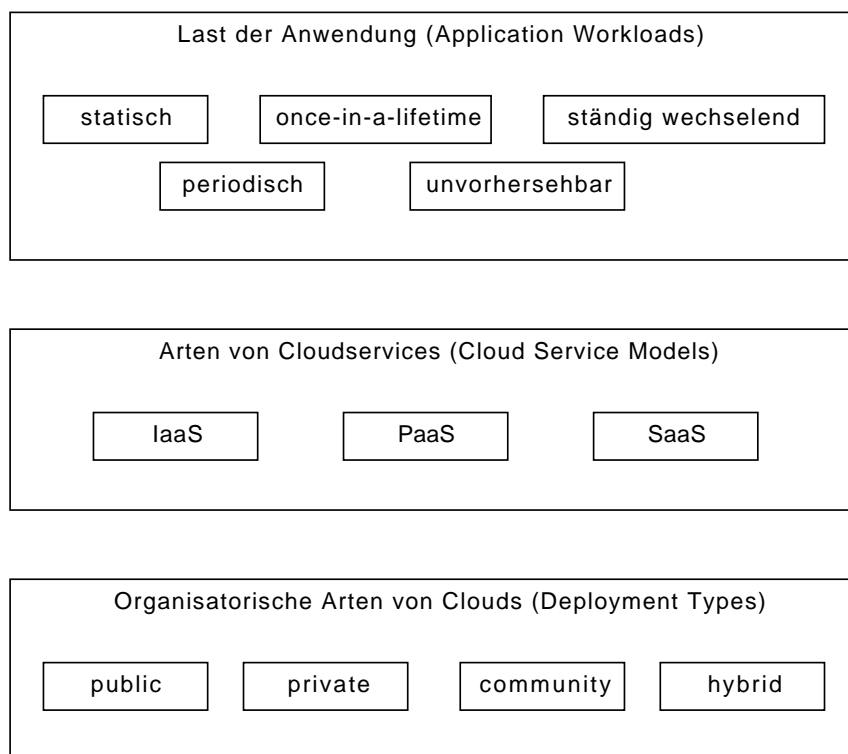 Last der Anwendung (Application Workloads)
statisch
once-in-a-lifetime
ständig wechselend
periodisch
unvorhersehbar
Arten von Cloudservices (Cloud Service Models)
IaaS
PaaS
SaaS
Organisatorische Arten von Clouds (Deployment Types)
public
private
community
hybrid